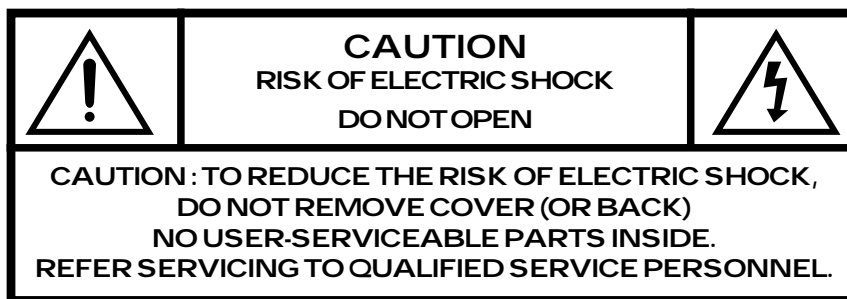 CAUTION
RISK OF ELECTRIC SHOCK
DO NOT OPEN
CAUTION : TO REDUCE THE RISK OF ELECTRIC SHOCK,
DO NOT REMOVE COVER (OR BACK)
NO USER-SERVICEABLE PARTS INSIDE.
REFER SERVICING TO QUALIFIED SERVICE PERSONNEL.